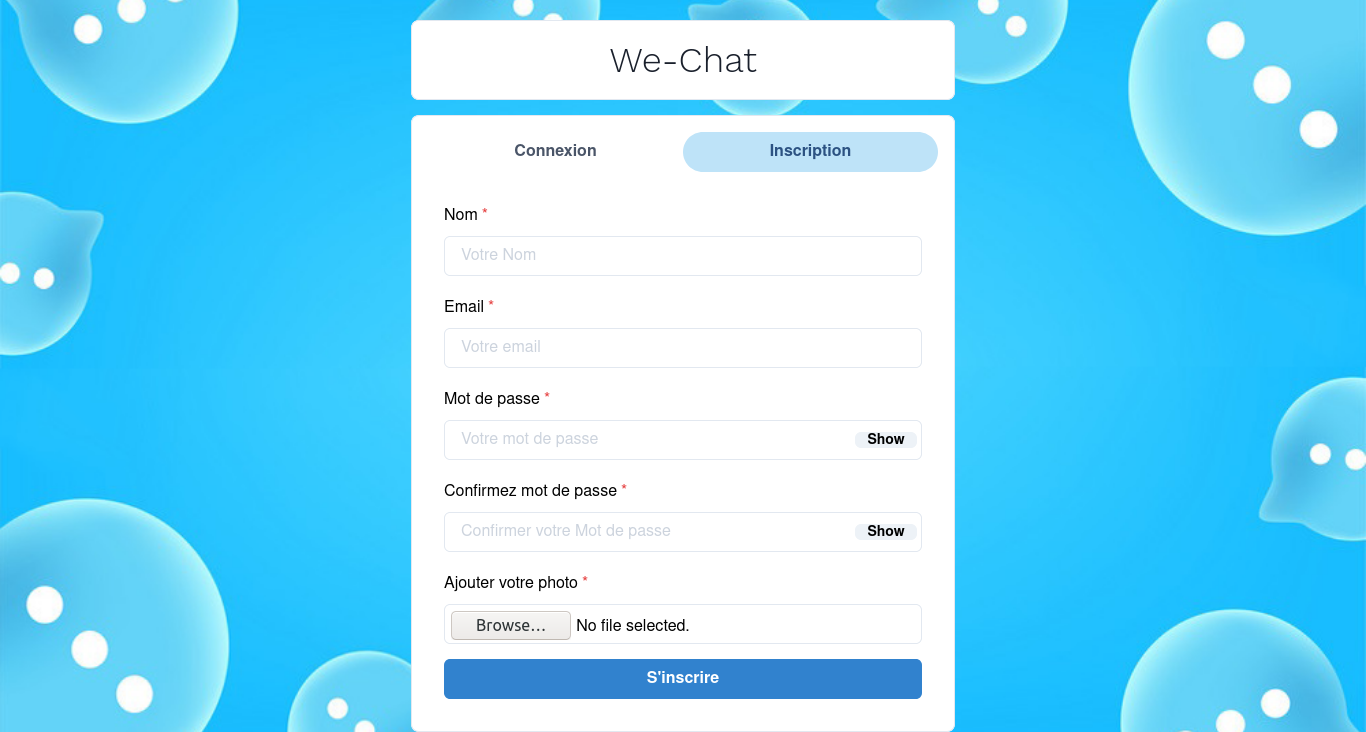 We-Chat
Connexion Inscription
Nom *
Votre Nom
Email *
Votre email
Mot de passe *
Votre mot de passe Show
Confirmez mot de passe *
Confirmer votre Mot de passe Show
Ajouter votre photo *
Browse... No file selected.
S'inscrire